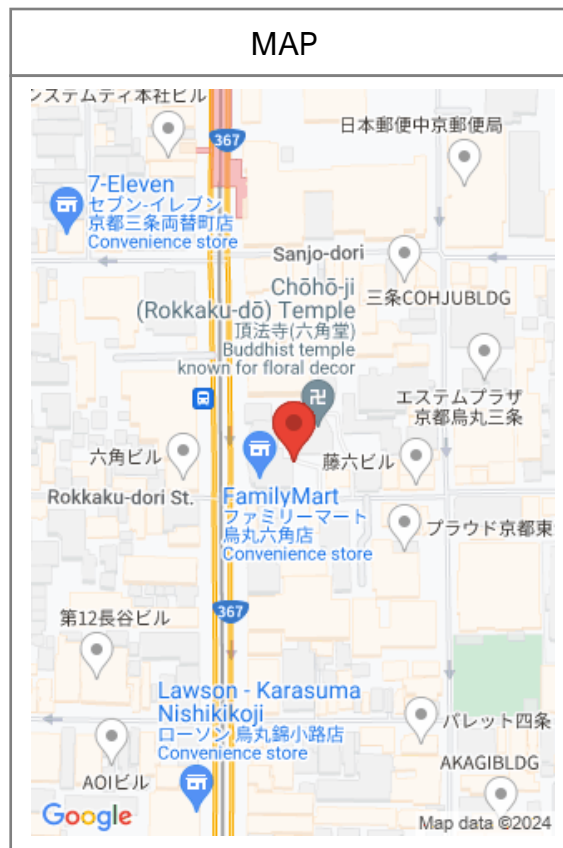 MAP
システムティ本社ビル
367
日本郵便中京郵便局
7-Eleven
セブン-イレブン
京都三条両替町店
Convenience store
Sanjo-dori
三条COHJUBLDG
Chōhō-ji
(Rokkaku-dō) Temple
頂法寺(六角堂)
Buddhist temple
known for floral decor
エステムプラザ
京都烏丸三条
六角ビル
藤六ビル
Rokkaku-dori St.
FamilyMart
ファミリーマート
烏丸六角店
Convenience store
プラウド京都東
367
第12長谷ビル
Lawson - Karasuma
Nishikikoji
ローソン 烏丸錦小路店
Convenience store
パレット四条
AOIビル
AKAGIBLDG
Google
Map data ©2024